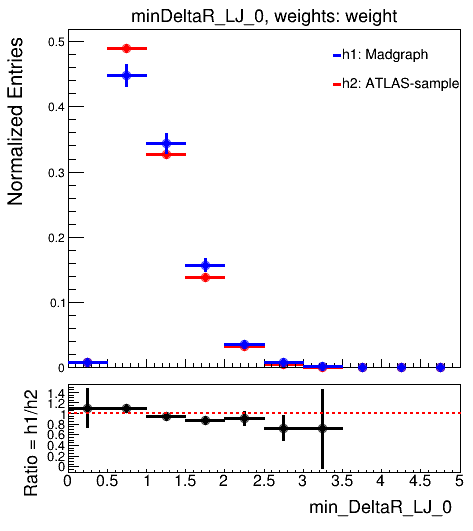 minDeltaR_LJ_0, weights: weight
Normalized Entries
h1: Madgraph
h2: ATLAS-sample
0.5
0.4
0.3
0.2
0.1
0
Ratio = h1/h2
1.4
1.2
1
0.8
0.6
0.4
0.2
0
0 0.5 1 1.5 2 2.5 3 3.5 4 4.5 5
min_DeltaR_LJ_0